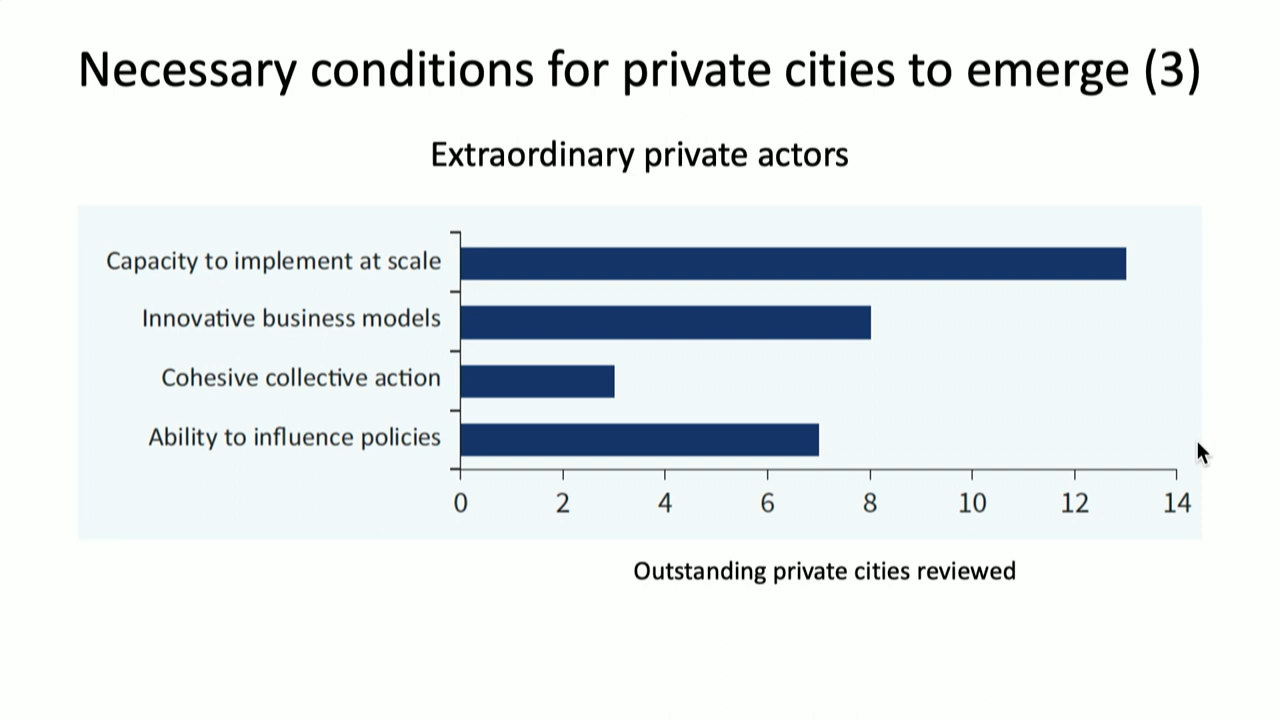 Necessary conditions for private cities to emerge (3)
Extraordinary private actors
Capacity to implement at scale
Innovative business models
Cohesive collective action
Ability to influence policies
0 2 4 6 8 10 12 14
Outstanding private cities reviewed